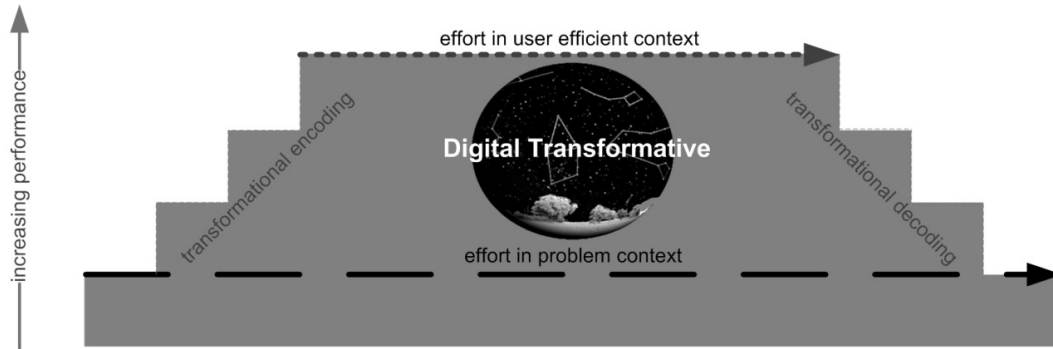 effort in user efficient context
increasing performance
transformational encoding
Digital Transformative
transformational decoding
effort in problem context